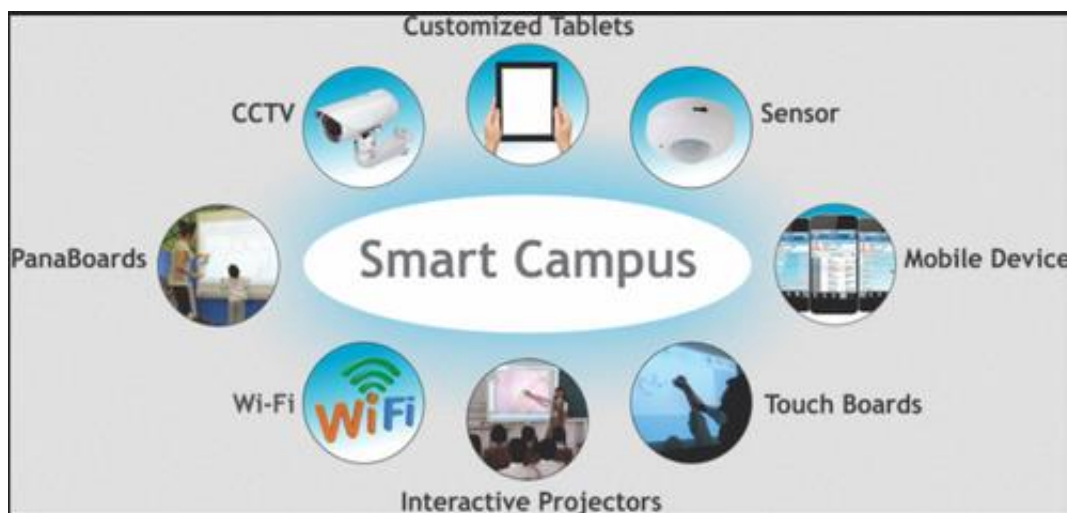 Customized Tablets
CCTV
Sensor
PanaBoards
Smart Campus
Mobile Device
Wi-Fi
WiFi
Touch Boards
Interactive Projectors